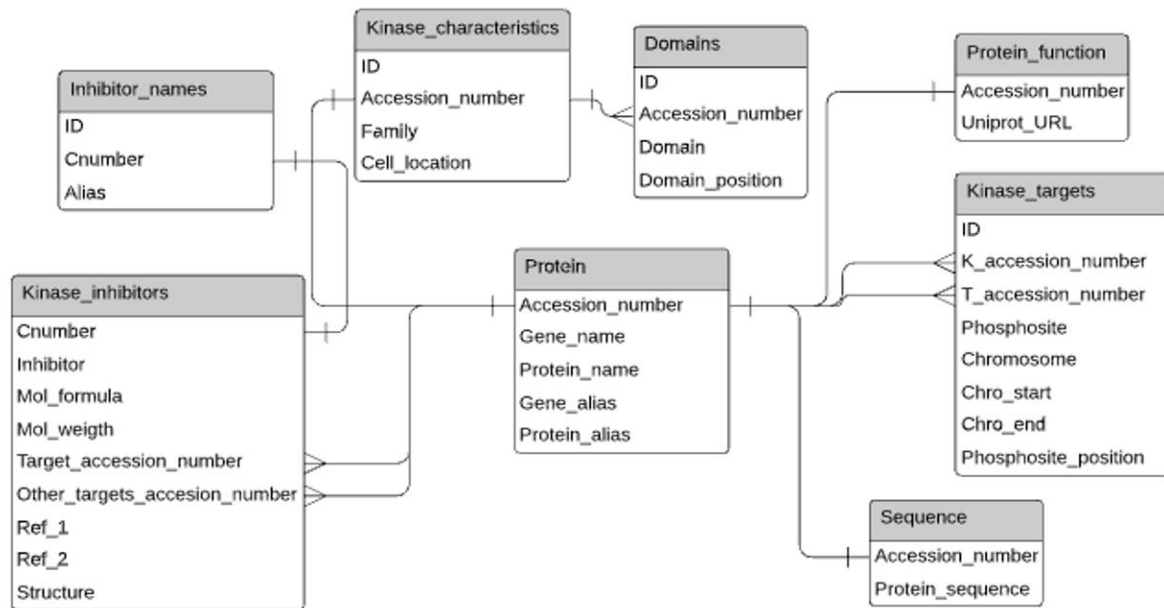 Inhibitor_names
ID
Cnumber
Alias
Kinase_characteristics
ID
Accession_number
Family
Cell_location
Domains
ID
Accession_number
Domain
Domain_position
Protein_function
Accession_number
Uniprot_URL
Kinase_targets
ID
K_accession_number
T_accession_number
Phosphosite
Chromosome
Chro_start
Chro_end
Phosphosite_position
Kinase_inhibitors
Cnumber
Inhibitor
Mol_formula
Mol_weigth
Target_accession_number
Other_targets_accesion_number
Ref_1
Ref_2
Structure
Protein
Accession_number
Gene_name
Protein_name
Gene_alias
Protein_alias
Sequence
Accession_number
Protein_sequence